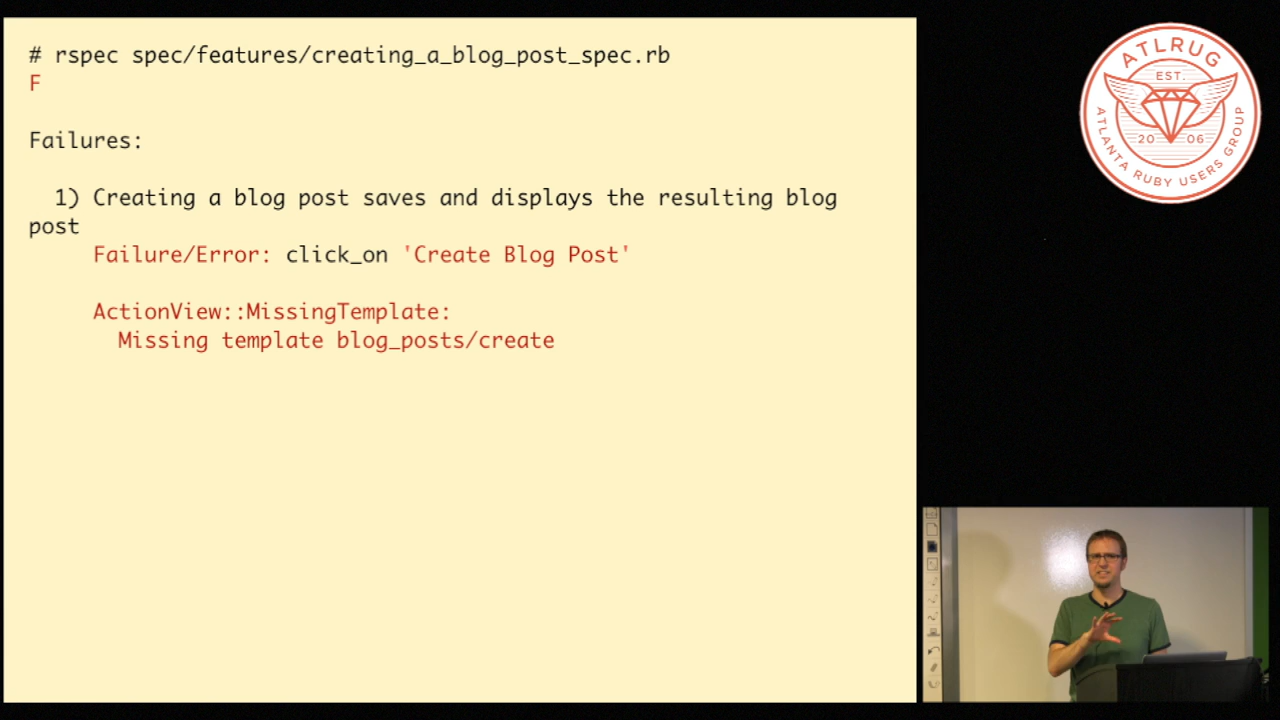 # rspec spec/features/creating_a_blog_post_spec.rb
F
Failures:
1) Creating a blog post saves and displays the resulting blog
post
Failure/Error: click_on 'Create Blog Post'
ActionView::MissingTemplate:
Missing template blog_posts/create
ATLRUG
EST.
20 06
ATLANTA RUBY USERS GROUP